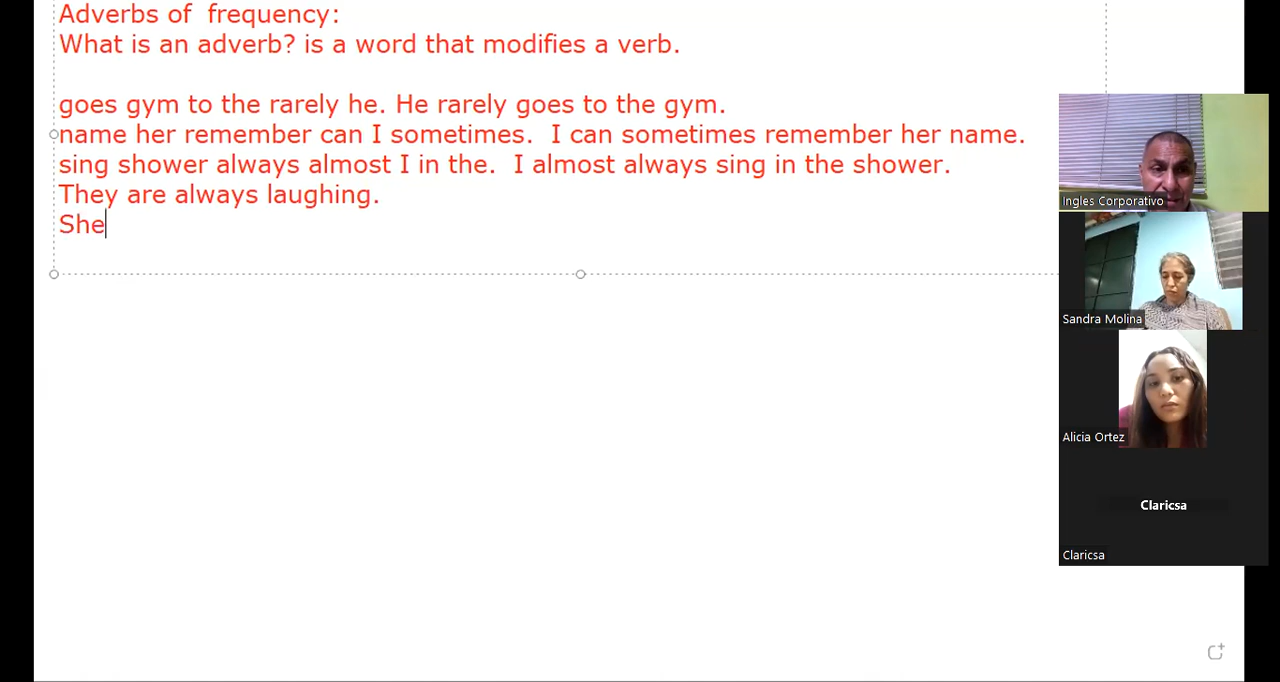 Adverbs of  frequency:
What is an adverb? is a word that modifies a verb.
goes gym to the rarely he. He rarely goes to the gym.
name her remember can I sometimes.  I can sometimes remember her name.
sing shower always almost I in the.  I almost always sing in the shower.
They are always laughing.
She
Ingles Corporativo
Sandra Molina
Alicia Ortez
Claricsa
Claricsa